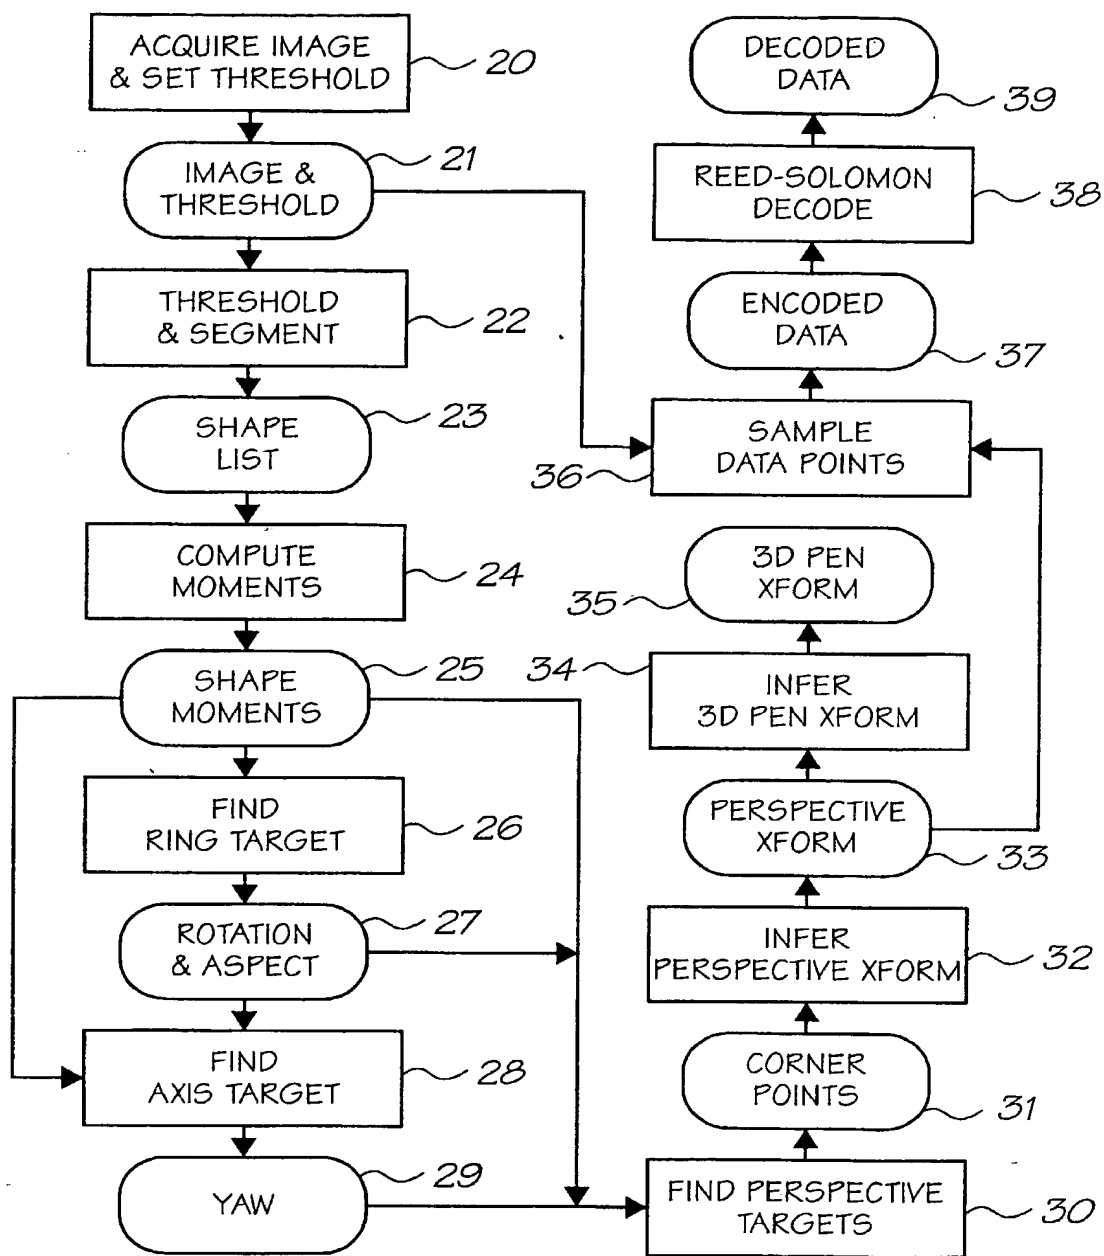 ACQUIRE IMAGE
& SET THRESHOLD
20
IMAGE &
THRESHOLD
21
THRESHOLD
& SEGMENT
22
SHAPE
LIST
23
COMPUTE
MOMENTS
24
SHAPE
MOMENTS
25
FIND
RING TARGET
26
ROTATION
& ASPECT
27
FIND
AXIS TARGET
28
YAW
29
DECODED
DATA
39
REED-SOLOMON
DECODE
38
ENCODED
DATA
37
SAMPLE
DATA POINTS
36
3D PEN
XFORM
35
INFER
3D PEN XFORM
34
PERSPECTIVE
XFORM
33
INFER
PERSPECTIVE XFORM
32
CORNER
POINTS
31
FIND PERSPECTIVE
TARGETS
30